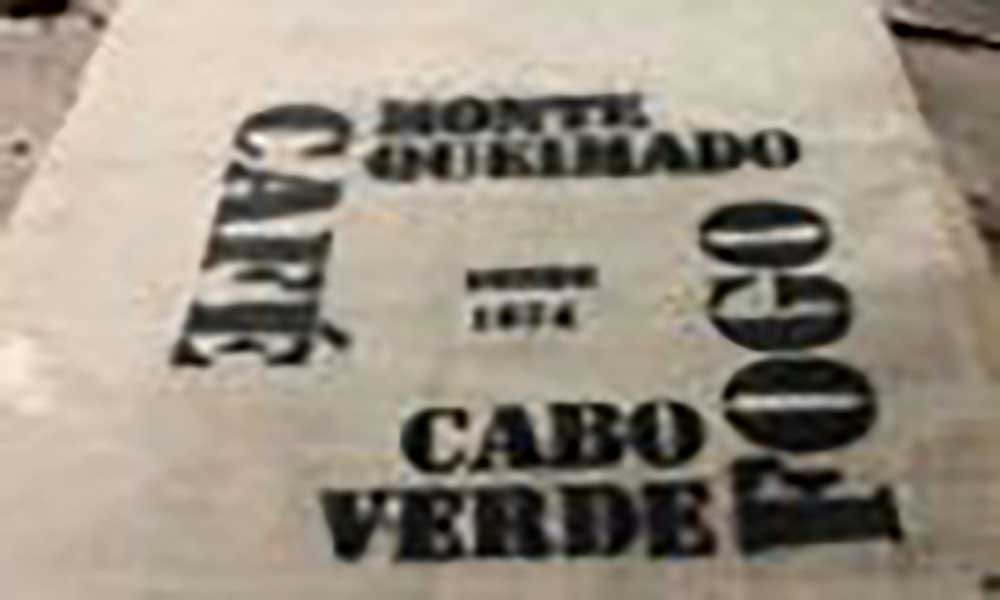 CAFÉ
MONTE
QUEIMADO
FOGO
DESDE
1874
CABO
VERDE